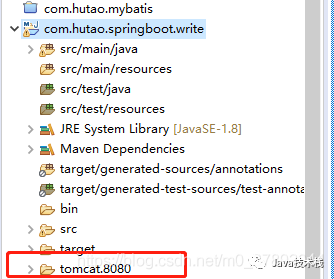 com.hutao.mybatis
com.hutao.springboot.write
src/main/java
src/main/resources
src/test/java
src/test/resources
JRE System Library [JavaSE-1.8]
Maven Dependencies
target/generated-sources/annotations
target/generated-test-sources/test-annota
bin
src
target
tomcat.8080
Java技术栈